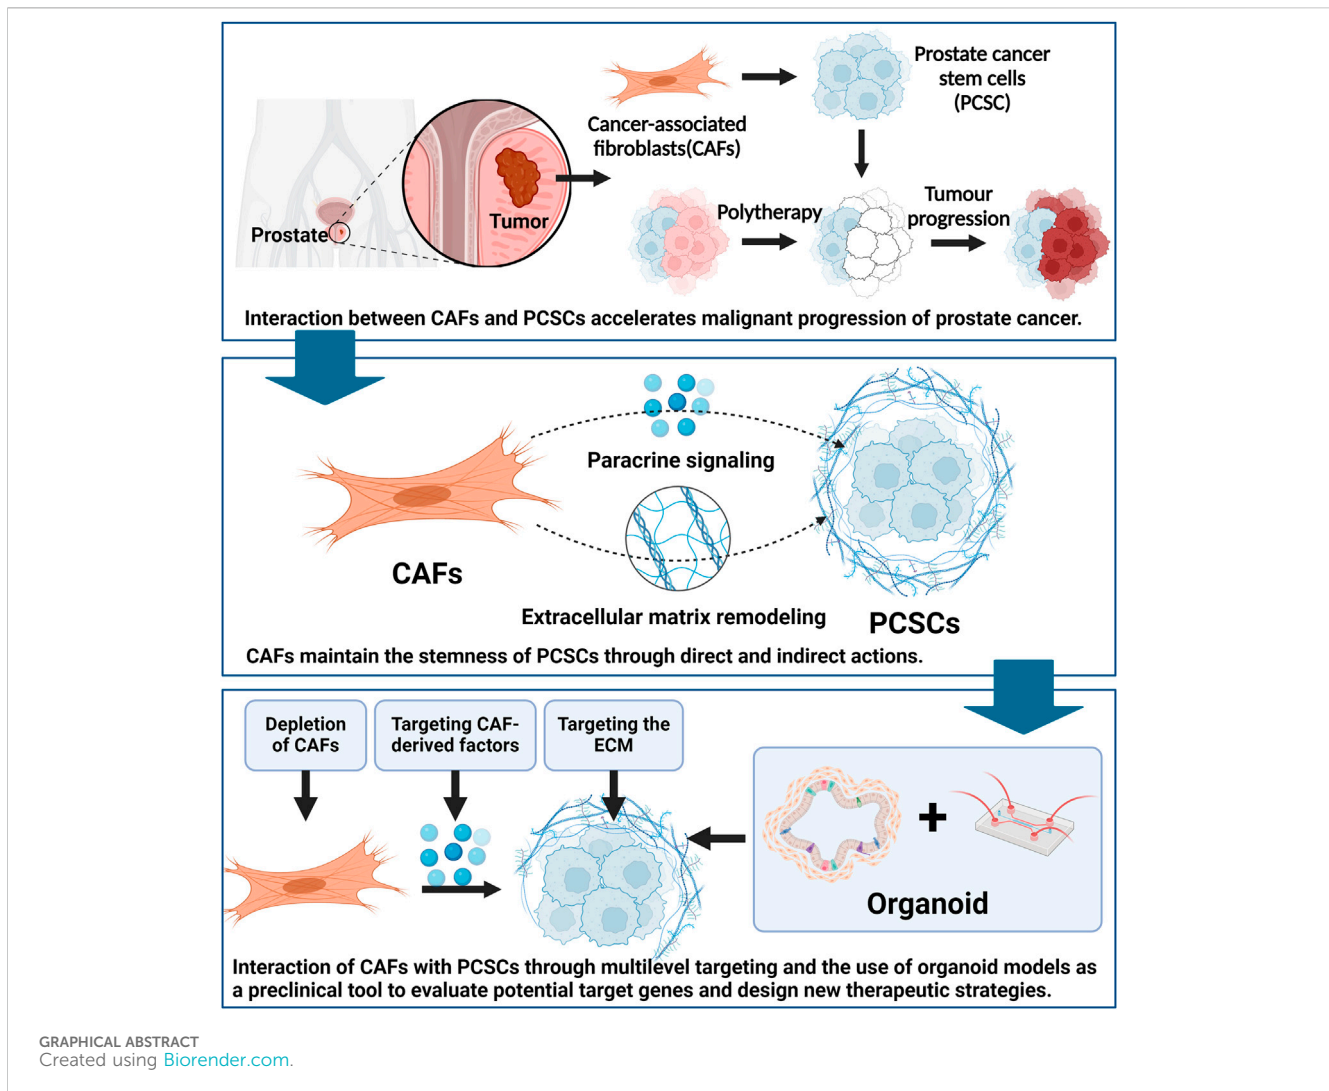 Prostate cancer
stem cells
(PCSC)
Cancer-associated
fibroblasts(CAFs)
Prostate
Tumor
Polytherapy
Tumour
progression
Interaction between CAFs and PCSCs accelerates malignant progression of prostate cancer.
Paracrine signaling
CAFs
Extracellular matrix remodeling
PCSCs
CAFs maintain the stemness of PCSCs through direct and indirect actions.
Depletion
of CAFs
Targeting CAF-
derived factors
Targeting the
ECM
+
Organoid
Interaction of CAFs with PCSCs through multilevel targeting and the use of organoid models as
a preclinical tool to evaluate potential target genes and design new therapeutic strategies.
GRAPHICAL ABSTRACT
Created using Biorender.com.